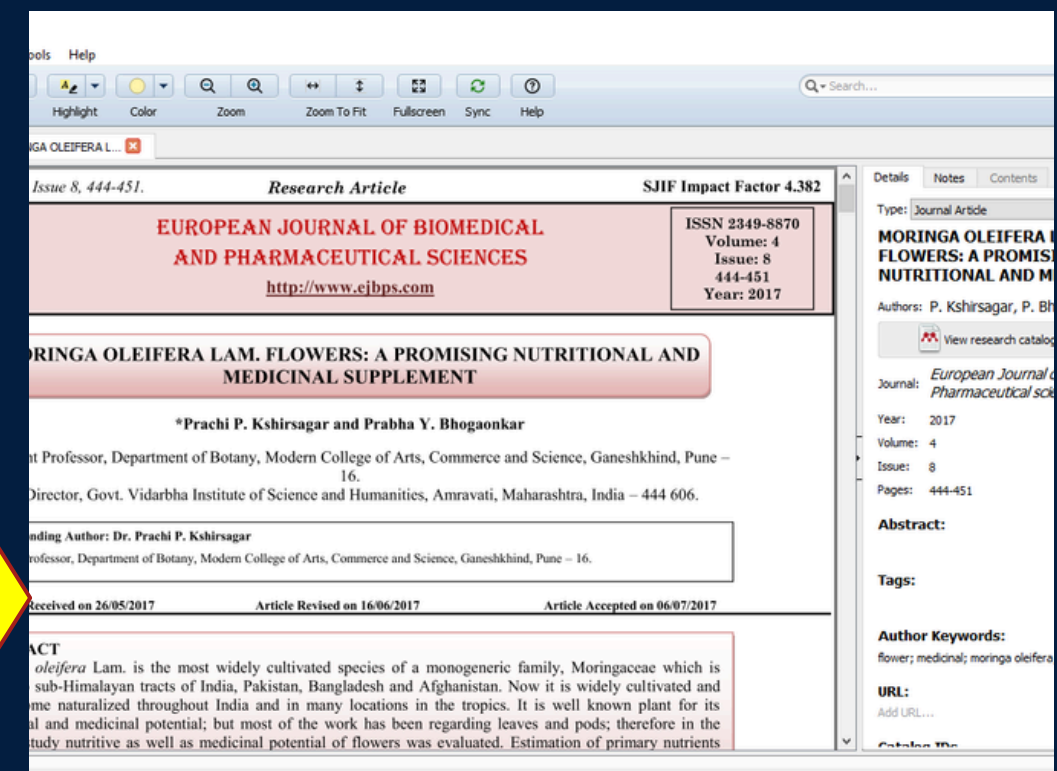 ools Help
Highlight Color Zoom Zoom To Fit Fullscreen Sync Help
Search...
NGA OLEIFERA L...
Issue 8, 444-451. Research Article SJIF Impact Factor 4.382
EUROPEAN JOURNAL OF BIOMEDICAL
AND PHARMACEUTICAL SCIENCES
http://www.ejbps.com
ISSN 2349-8870
Volume: 4
Issue: 8
444-451
Year: 2017
ORINGA OLEIFERA LAM. FLOWERS: A PROMISING NUTRITIONAL AND
MEDICINAL SUPPLEMENT
*Prachi P. Kshirsagar and Prabha Y. Bhogaonkar
nt Professor, Department of Botany, Modern College of Arts, Commerce and Science, Ganeshkhind, Pune –
16.
Director, Govt. Vidarbha Institute of Science and Humanities, Amravati, Maharashtra, India – 444 606.
nding Author: Dr. Prachi P. Kshirsagar
rofessor, Department of Botany, Modern College of Arts, Commerce and Science, Ganeshkhind, Pune – 16.
Received on 26/05/2017 Article Revised on 16/06/2017 Article Accepted on 06/07/2017
ACT
oleifera Lam. is the most widely cultivated species of a monogeneric family, Moringaceae which is
sub-Himalayan tracts of India, Pakistan, Bangladesh and Afghanistan. Now it is widely cultivated and
me naturalized throughout India and in many locations in the tropics. It is well known plant for its
al and medicinal potential; but most of the work has been regarding leaves and pods; therefore in the
study nutritive as well as medicinal potential of flowers was evaluated. Estimation of primary nutrients
Details Notes Contents
Type: Journal Article
MORINGA OLEIFERA
FLOWERS: A PROMISI
NUTRITIONAL AND M
Authors: P. Kshirsagar, P. Bh
View research catalog
Journal: European Journal
Pharmaceutical scie
Year: 2017
Volume: 4
Issue: 8
Pages: 444-451
Abstract:
Tags:
Author Keywords:
flower; medicinal; moringa oleifera
URL:
Add URL...
Catalog IDs